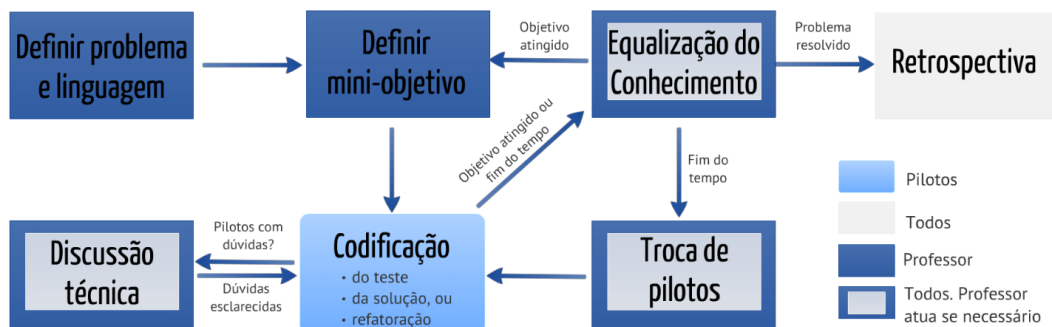 Definir problema
e linguagem
Definir
mini-objetivo
Objetivo
atingido
Equalização do
Conhecimento
Problema
resolvido
Retrospectiva
Objetivo atingido ou
fim do tempo
Fim do
tempo
Discussão
técnica
Pilotos com
dúvidas?
Dúvidas
esclarecidas
Codificação
• do teste
• da solução, ou
• refatoração
Troca de
pilotos
Pilotos
Todos
Professor
Todos. Professor
atua se necessário